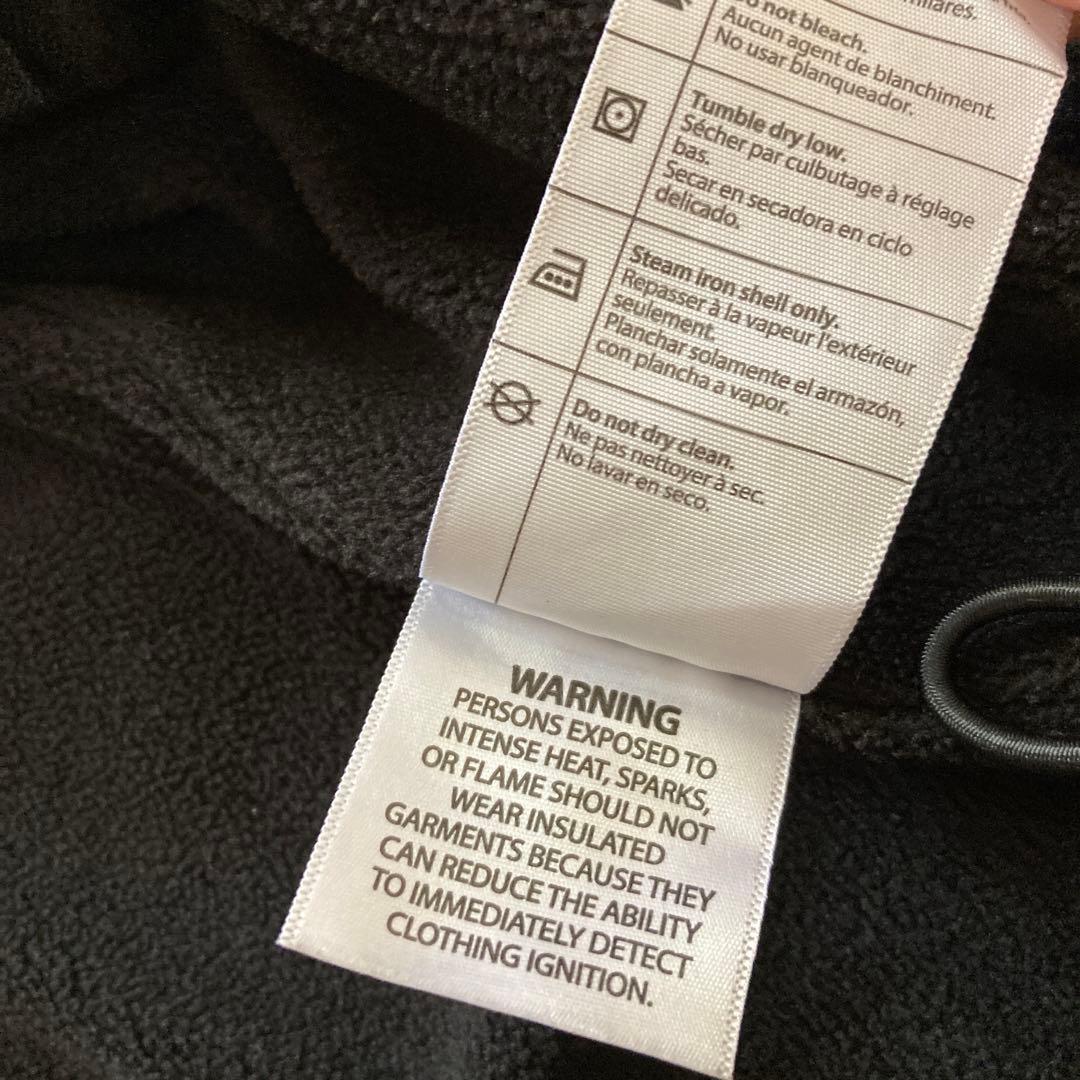 not bleach.
Aucun agent de blanchiment.
No usar blanqueador.
Tumble dry low.
Sécher par culbutage à réglage
bas.
Secar en secadora en ciclo
delicado.
Steam iron shell only.
Repasser à la vapeur l'extérieur
seulement.
Planchar solamente el armazón,
con plancha a vapor.
Do not dry clean.
Ne pas nettoyer à sec.
No lavar en seco.
WARNING
PERSONS EXPOSED TO
INTENSE HEAT, SPARKS,
OR FLAME SHOULD NOT
WEAR INSULATED
GARMENTS BECAUSE THEY
CAN REDUCE THE ABILITY
TO IMMEDIATELY DETECT
CLOTHING IGNITION.